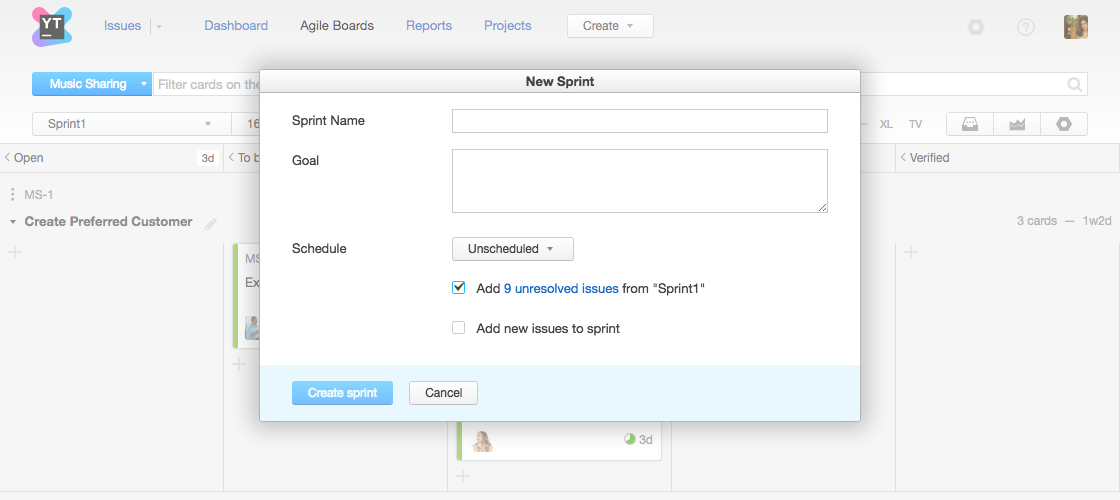 YT
Issues
Dashboard
Agile Boards
Reports
Projects
Create
Music Sharing
Filter cards on the
Sprint1
16
XL
TV
New Sprint
Sprint Name
Goal
Schedule
Unscheduled
Add 9 unresolved issues from "Sprint1"
Add new issues to sprint
Create sprint
Cancel
Open
3d
To b
Verified
MS-1
Create Preferred Customer
3 cards — 1w2d
MS
Ex
3d